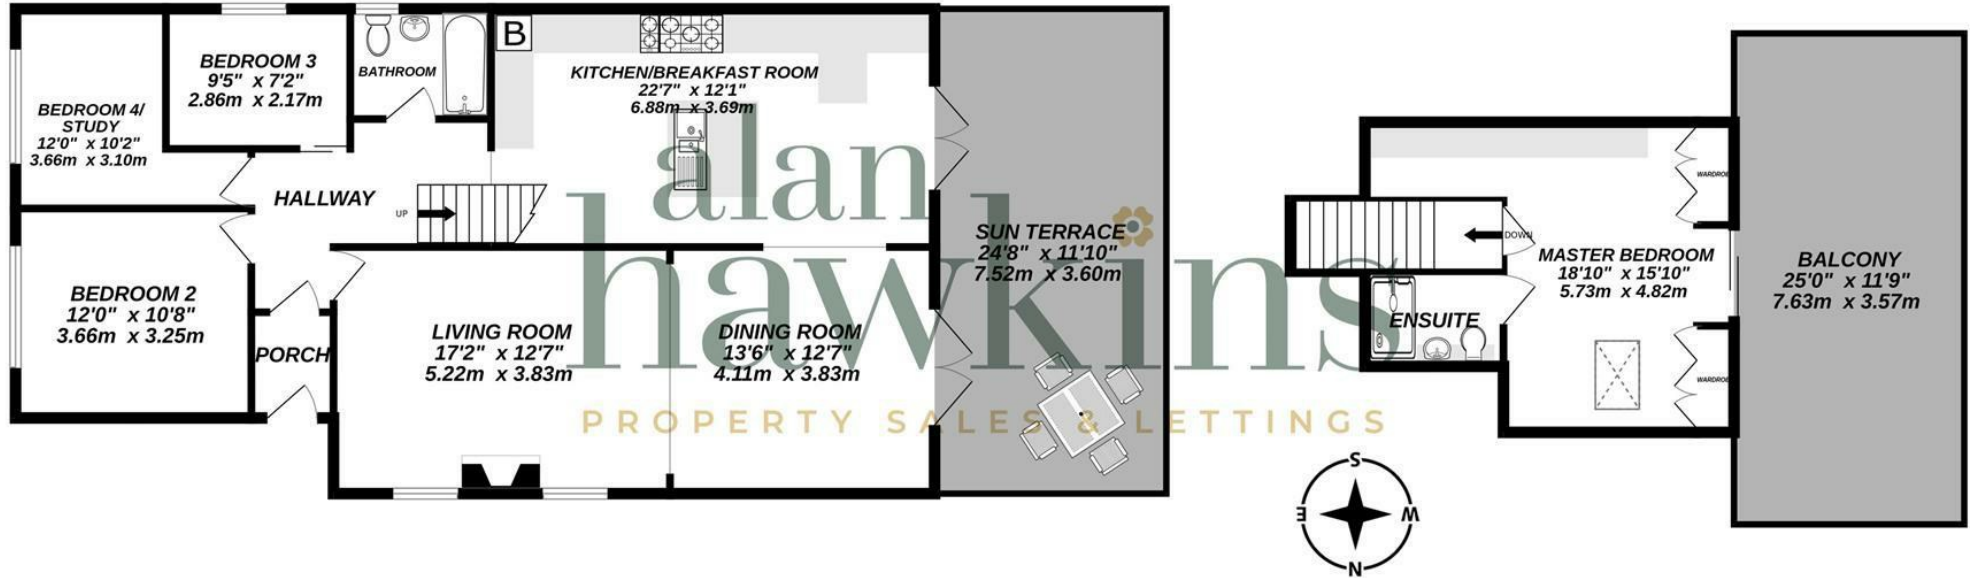 BEDROOM 4/
STUDY
12'0" x 10'2"
3.66m x 3.10m
BEDROOM 3
9'5" x 7'2"
2.86m x 2.17m
BATHROOM
B
KITCHEN/BREAKFAST ROOM
22'7" x 12'1"
6.88m x 3.69m
HALLWAY
UP
BEDROOM 2
12'0" x 10'8"
3.66m x 3.25m
PORCH
LIVING ROOM
17'2" x 12'7"
5.22m x 3.83m
DINING ROOM
13'6" x 12'7"
4.11m x 3.83m
SUN TERRACE
24'8" x 11'10"
7.52m x 3.60m
alan
hawkins
PROPERTY SALES & LETTINGS
WARDROBE
DOWN
MASTER BEDROOM
18'10" x 15'10"
5.73m x 4.82m
ENSUITE
WARDROBE
BALCONY
25'0" x 11'9"
7.63m x 3.57m
S
E
W
N